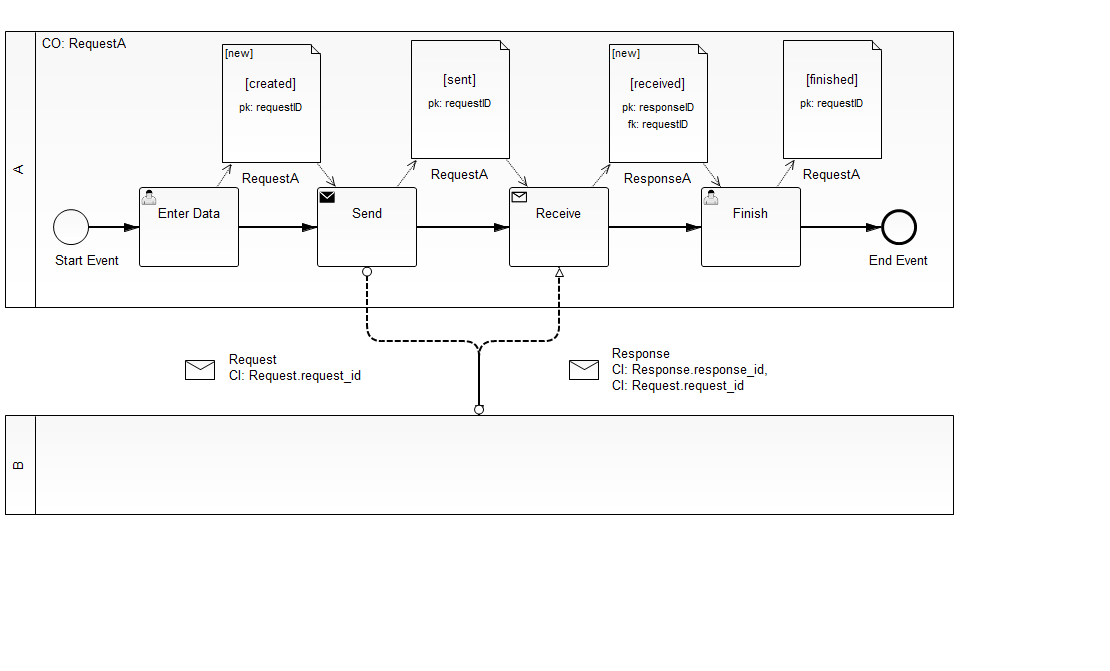 CO: RequestA
[new]
[created]
pk: requestID
RequestA
[sent]
pk: requestID
RequestA
[new]
[received]
pk: responseID
fk: requestID
ResponseA
[finished]
pk: requestID
RequestA
A
Start Event
Enter Data
Send
Receive
Finish
End Event
Request
CI: Request.request_id
Response
CI: Response.response_id,
CI: Request.request_id
B